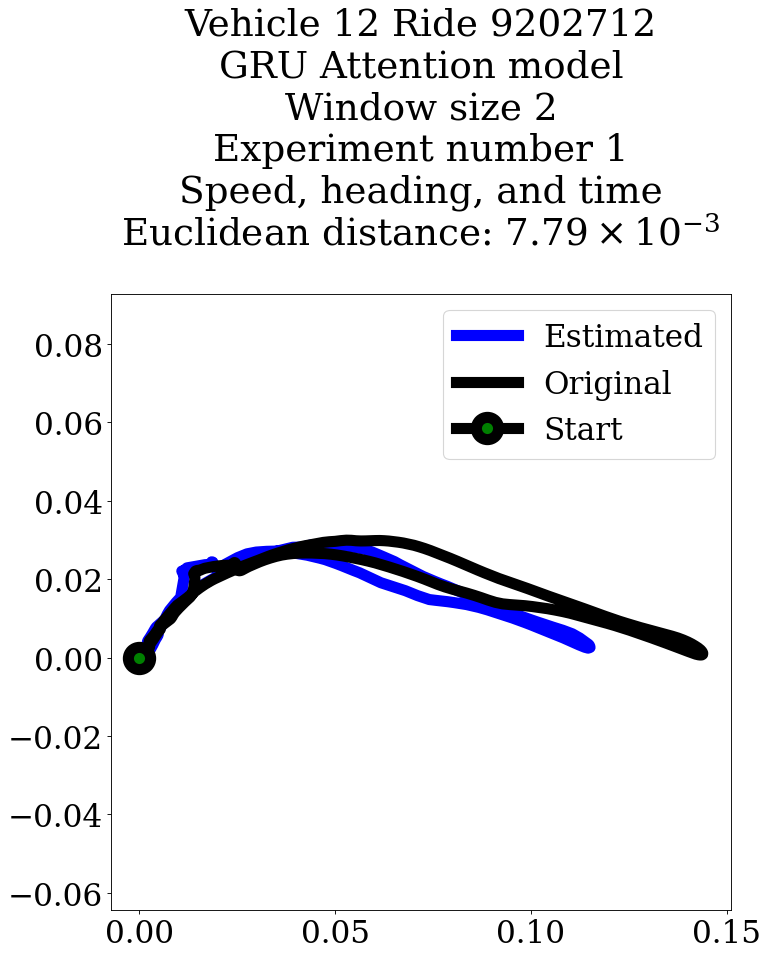 Vehicle 12 Ride 9202712
GRU Attention model
Window size 2
Experiment number 1
Speed, heading, and time
Euclidean distance: 7.79 × 10⁻³
Estimated
Original
Start
0.08
0.06
0.04
0.02
0.00
−0.02
−0.04
−0.06
0.00 0.05 0.10 0.15